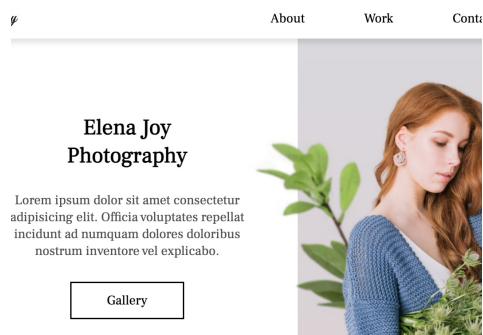 y
About Work
Elena Joy
Photography
Lorem ipsum dolor sit amet consectetur
adipisicing elit. Officia voluptates repellat
incidunt ad numquam dolores doloribus
nostrum inventore vel explicabo.
Gallery